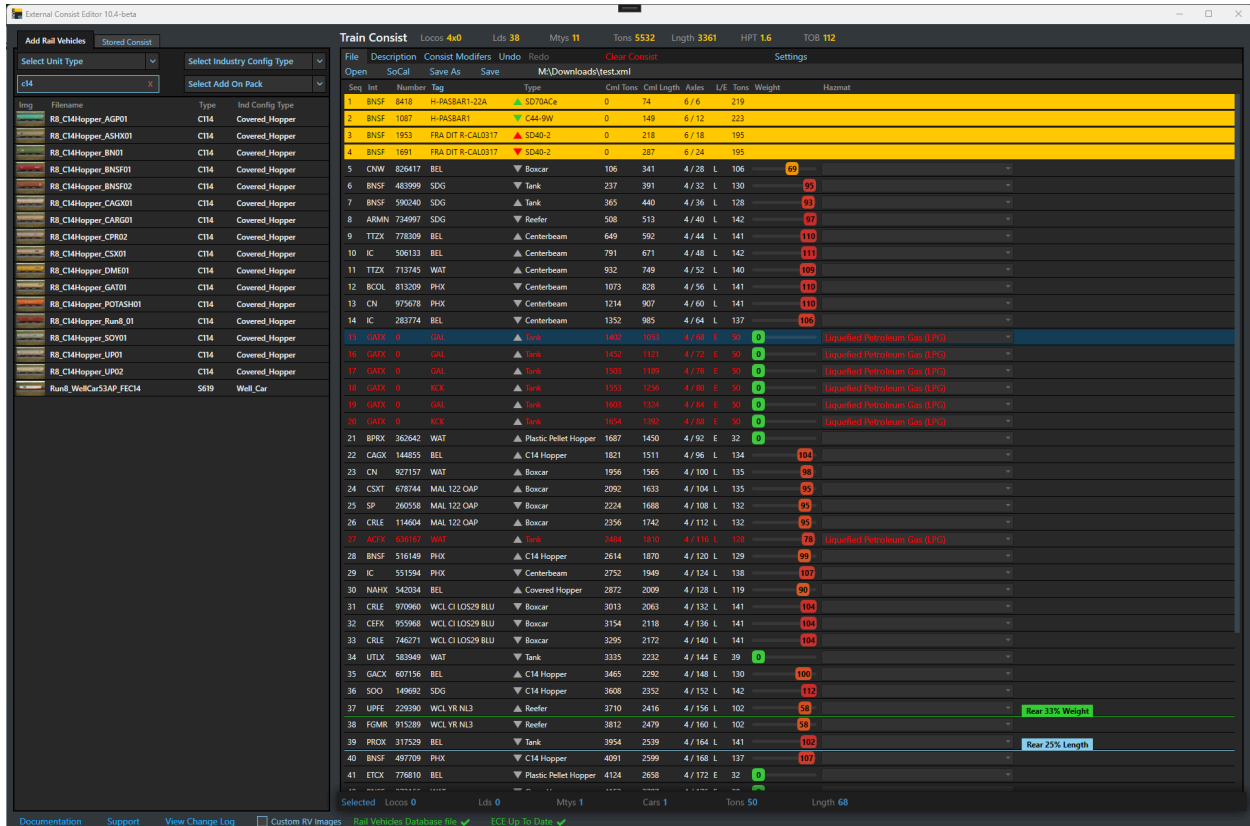 External Consist Editor 10.4-beta
Add Rail Vehicles Stored Consist
Train Consist Locos 4x0 Lds 38 Mtys 11 Tons 5532 Lngth 3361 HPT 1.6 TOB 112
Select Unit Type Select Industry Config Type
File Description Consist Modifers Undo Redo Clear Consist Settings
c14 X Select Add On Pack
Open SoCal Save As Save M:\Downloads\test.xml
Img Filename Type Ind Config Type
R8_C14Hopper_AGP01 C114 Covered_Hopper
R8_C14Hopper_ASHX01 C114 Covered_Hopper
R8_C14Hopper_BN01 C114 Covered_Hopper
R8_C14Hopper_BNSF01 C114 Covered_Hopper
R8_C14Hopper_BNSF02 C114 Covered_Hopper
R8_C14Hopper_CAGX01 C114 Covered_Hopper
R8_C14Hopper_CARG01 C114 Covered_Hopper
R8_C14Hopper_CPR02 C114 Covered_Hopper
R8_C14Hopper_CSX01 C114 Covered_Hopper
R8_C14Hopper_DME01 C114 Covered_Hopper
R8_C14Hopper_GAT01 C114 Covered_Hopper
R8_C14Hopper_POTASH01 C114 Covered_Hopper
R8_C14Hopper_Run8_01 C114 Covered_Hopper
R8_C14Hopper_SOY01 C114 Covered_Hopper
R8_C14Hopper_UP01 C114 Covered_Hopper
R8_C14Hopper_UP02 C114 Covered_Hopper
Run8_WellCar53AP_FEC14 S619 Well_Car
Seq Int Number Tag Type Cml Tons Cml Lngth Axles L/E Tons Weight Hazmat
1 BNSF 8418 H-PASBAR1-22A SD70ACe 0 74 6 / 6 219
2 BNSF 1087 H-PASBAR1 C44-9W 0 149 6 / 12 223
3 BNSF 1953 FRA DIT R-CAL0317 SD40-2 0 218 6 / 18 195
4 BNSF 1691 FRA DIT R-CAL0317 SD40-2 0 287 6 / 24 195
5 CNW 826417 BEL Boxcar 106 341 4 / 28 L 106 69
6 BNSF 483999 SDG Tank 237 391 4 / 32 L 130 95
7 BNSF 590240 SDG Tank 365 440 4 / 36 L 128 93
8 ARMN 734997 SDG Reefer 508 513 4 / 40 L 142 97
9 TTZX 778309 BEL Centerbeam 649 592 4 / 44 L 141 110
10 IC 506133 BEL Centerbeam 791 671 4 / 48 L 142 111
11 TTZX 713745 WAT Centerbeam 932 749 4 / 52 L 140 109
12 BCOL 813209 PHX Centerbeam 1073 828 4 / 56 L 141 110
13 CN 975678 PHX Centerbeam 1214 907 4 / 60 L 141 110
14 IC 283774 BEL Centerbeam 1352 985 4 / 64 L 137 106
15 GATX 0 GAL Tank 1402 1053 4 / 68 E 50 0 Liquefied Petroleum Gas (LPG)
16 GATX 0 GAL Tank 1452 1121 4 / 72 E 50 0 Liquefied Petroleum Gas (LPG)
17 GATX 0 GAL Tank 1503 1189 4 / 76 E 50 0 Liquefied Petroleum Gas (LPG)
18 GATX 0 KCK Tank 1553 1256 4 / 80 E 50 0 Liquefied Petroleum Gas (LPG)
19 GATX 0 GAL Tank 1603 1324 4 / 84 E 50 0 Liquefied Petroleum Gas (LPG)
20 GATX 0 KCK Tank 1654 1392 4 / 88 E 50 0 Liquefied Petroleum Gas (LPG)
21 BPRX 362642 WAT Plastic Pellet Hopper 1687 1450 4 / 92 E 32 0
22 CAGX 144855 BEL C14 Hopper 1821 1511 4 / 96 L 134 104
23 CN 927157 WAT Boxcar 1956 1565 4 / 100 L 135 98
24 CSXT 678744 MAL 122 OAP Boxcar 2092 1633 4 / 104 L 135 95
25 SP 260558 MAL 122 OAP Boxcar 2224 1688 4 / 108 L 132 95
26 CRLE 114604 MAL 122 OAP Boxcar 2356 1742 4 / 112 L 132 95
27 ACFX 636167 WAT Tank 2484 1810 4 / 116 L 128 78 Liquefied Petroleum Gas (LPG)
28 BNSF 516149 PHX C14 Hopper 2614 1870 4 / 120 L 129 99
29 IC 551594 PHX Centerbeam 2752 1949 4 / 124 L 138 107
30 NAHX 542034 BEL Covered Hopper 2872 2009 4 / 128 L 119 90
31 CRLE 970960 WCL CI LOS29 BLU Boxcar 3013 2063 4 / 132 L 141 104
32 CEFX 955968 WCL CI LOS29 BLU Boxcar 3154 2118 4 / 136 L 141 104
33 CRLE 746271 WCL CI LOS29 BLU Boxcar 3295 2172 4 / 140 L 141 104
34 UTLX 583949 WAT Tank 3335 2232 4 / 144 E 39 0
35 GACX 607156 BEL C14 Hopper 3465 2292 4 / 148 L 130 100
36 SOO 149692 SDG C14 Hopper 3608 2352 4 / 152 L 142 112
37 UPFE 229390 WCL YR NL3 Reefer 3710 2416 4 / 156 L 102 58 Rear 33% Weight
38 FGMR 915289 WCL YR NL3 Reefer 3812 2479 4 / 160 L 102 58
39 PROX 317529 BEL Tank 3954 2539 4 / 164 L 141 102 Rear 25% Length
40 BNSF 497709 PHX C14 Hopper 4091 2599 4 / 168 L 137 107
41 ETCX 776810 BEL Plastic Pellet Hopper 4124 2658 4 / 172 E 32 0
Selected Locos 0 Lds 0 Mtys 1 Cars 1 Tons 50 Lngth 68
Documentation Support View Change Log Custom RV Images Rail Vehicles Database file ECE Up To Date